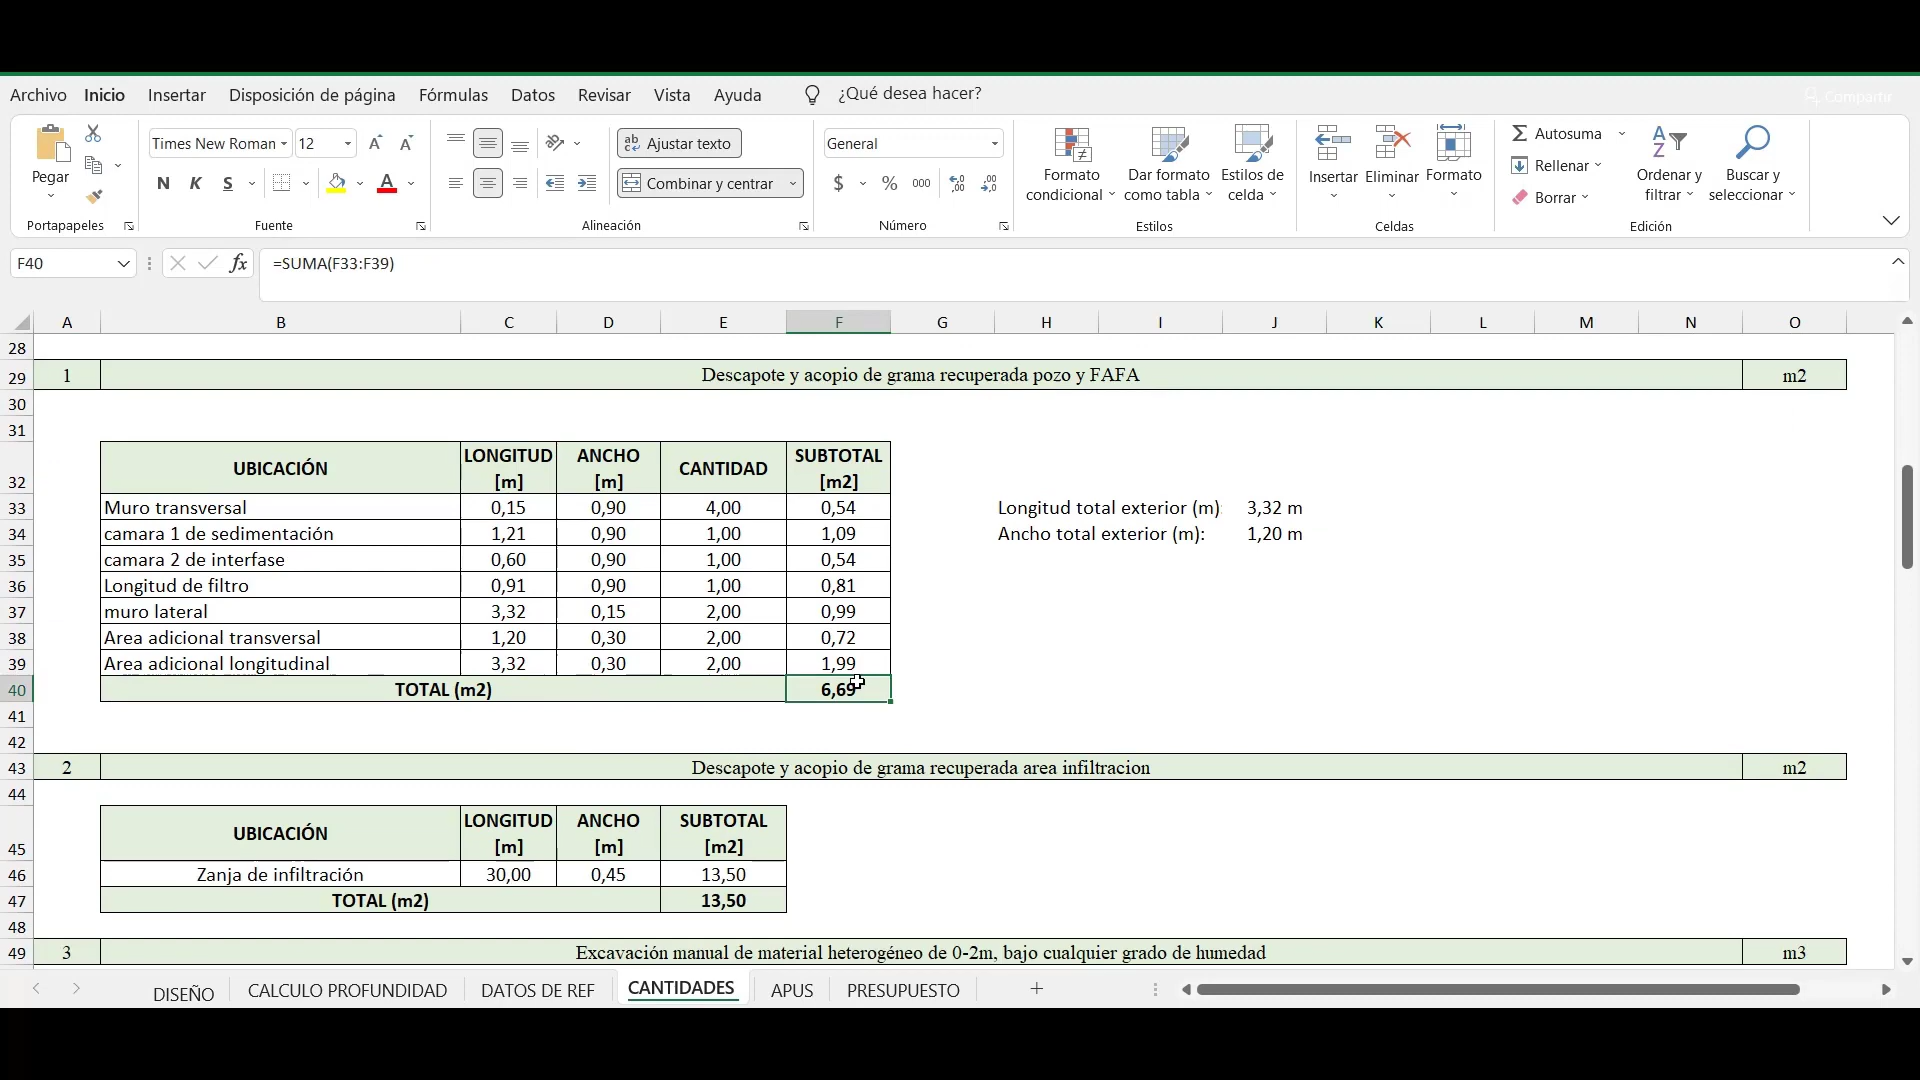 Archivo Inicio Insertar Disposición de página Fórmulas Datos Revisar Vista Ayuda ¿Qué desea hacer? Compartir
Pegar
Portapapeles
Times New Roman 12
N K S
Fuente
Ajustar texto
Combinar y centrar
Alineación
General
$ % 000
Número
Formato condicional
Dar formato como tabla
Estilos de celda
Estilos
Insertar Eliminar Formato
Celdas
Autosuma
Rellenar
Borrar
Ordenar y filtrar
Buscar y seleccionar
Edición
F40 fx =SUMA(F33:F39)
A B C D E F G H I J K L M N O
28
29 1 Descapote y acopio de grama recuperada pozo y FAFA m2
30
31
32 UBICACIÓN LONGITUD [m] ANCHO [m] CANTIDAD SUBTOTAL [m2]
33 Muro transversal 0,15 0,90 4,00 0,54 Longitud total exterior (m): 3,32 m
34 camara 1 de sedimentación 1,21 0,90 1,00 1,09 Ancho total exterior (m): 1,20 m
35 camara 2 de interfase 0,60 0,90 1,00 0,54
36 Longitud de filtro 0,91 0,90 1,00 0,81
37 muro lateral 3,32 0,15 2,00 0,99
38 Area adicional transversal 1,20 0,30 2,00 0,72
39 Area adicional longitudinal 3,32 0,30 2,00 1,99
40 TOTAL (m2) 6,69
41
42
43 2 Descapote y acopio de grama recuperada area infiltracion m2
44
45 UBICACIÓN LONGITUD [m] ANCHO [m] SUBTOTAL [m2]
46 Zanja de infiltración 30,00 0,45 13,50
47 TOTAL (m2) 13,50
48
49 3 Excavación manual de material heterogéneo de 0-2m, bajo cualquier grado de humedad m3
DISEÑO CALCULO PROFUNDIDAD DATOS DE REF CANTIDADES APUS PRESUPUESTO